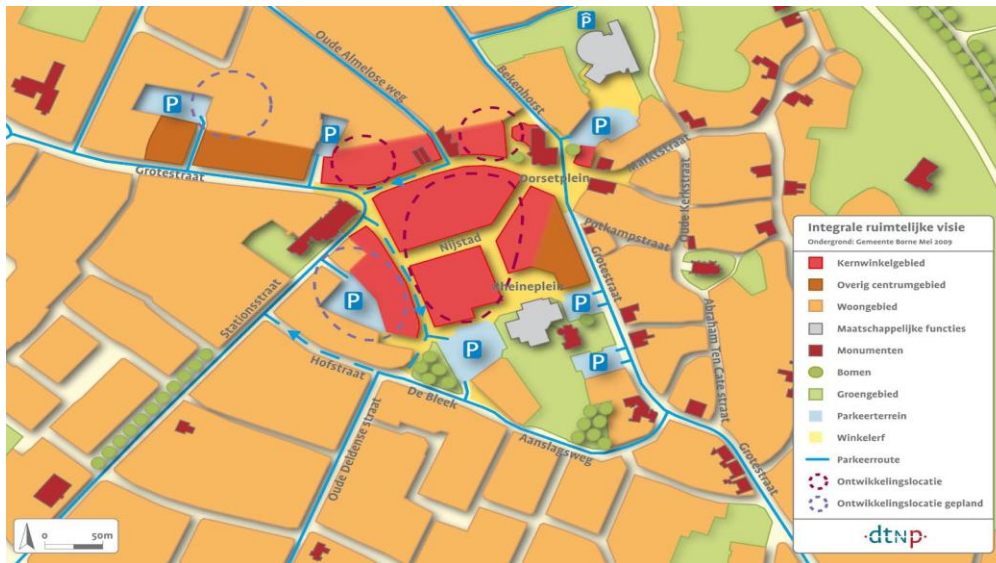 P
Oude Almelose weg
Bekenhorst
P
P
P
Grotestraat
Dorsetplein
Marktstraat
Oude Kerkstraat
Potkampstraat
Nijstad
Grotestraat
Rheineplein
P
P
P
P
Stationsstraat
Hofstraat
De Bleek
Aanslagsweg
Oude Deldense straat
Abraham Ten Cate straat
Grotestraat
Integrale ruimtelijke visie
Ondergrond: Gemeente Borne Mei 2009
Kernwinkelgebied
Overig centrumgebied
Woongebied
Maatschappelijke functies
Monumenten
Bomen
Groengebied
Parkeerterrein
Winkelerf
Parkeerroute
Ontwikkelingslocatie
Ontwikkelingslocatie gepland
dtnp
0 50m